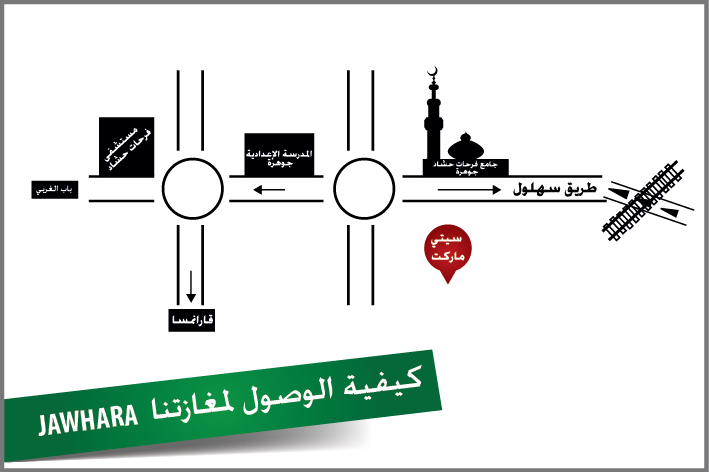 مستشفى
فرحات حشاد
المدرسة الإعدادية
جوهرة
جامع فرحات حشاد
جوهرة
باب الغربي
طريق سهلول
سيتي
ماركت
قارانمسا
كيفية الوصول لمغازتنا JAWHARA